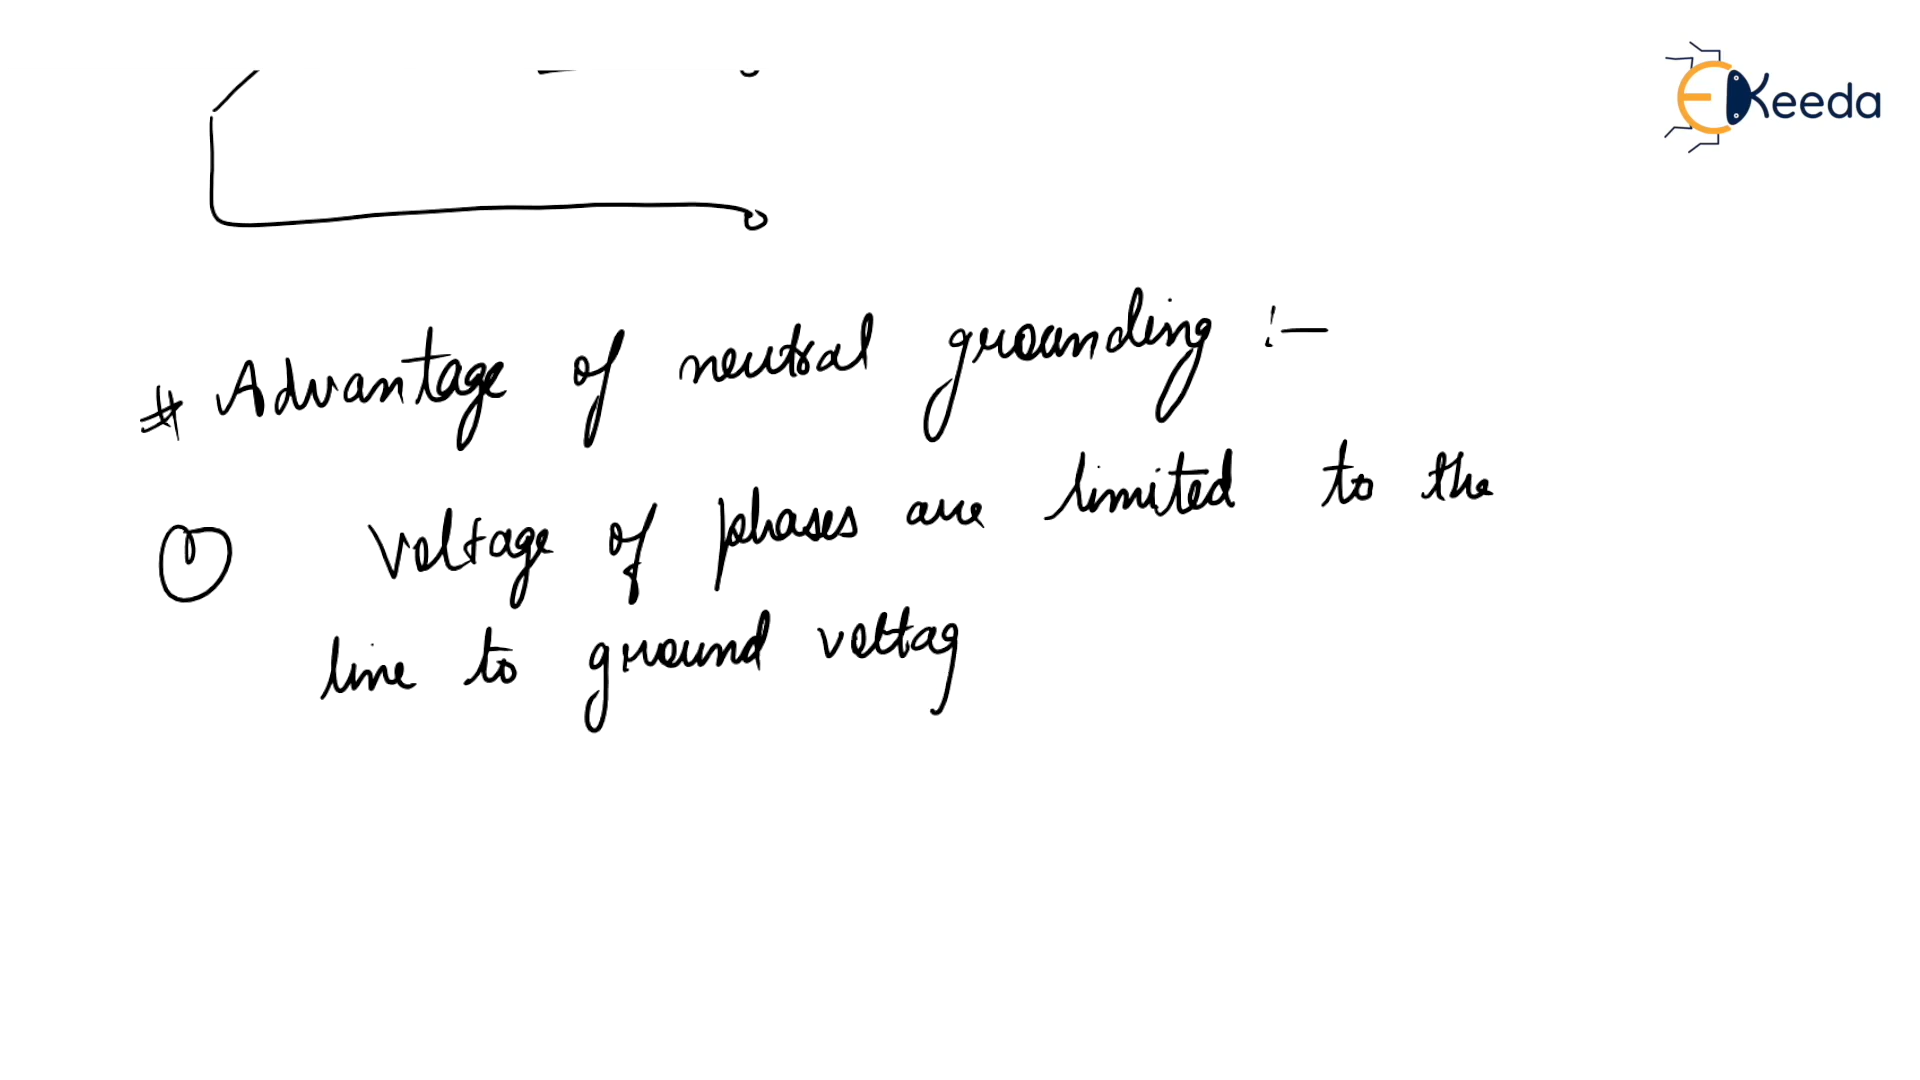 EKeeda
# Advantage of neutral grounding :-
① Voltage of phases are limited to the
line to ground voltag